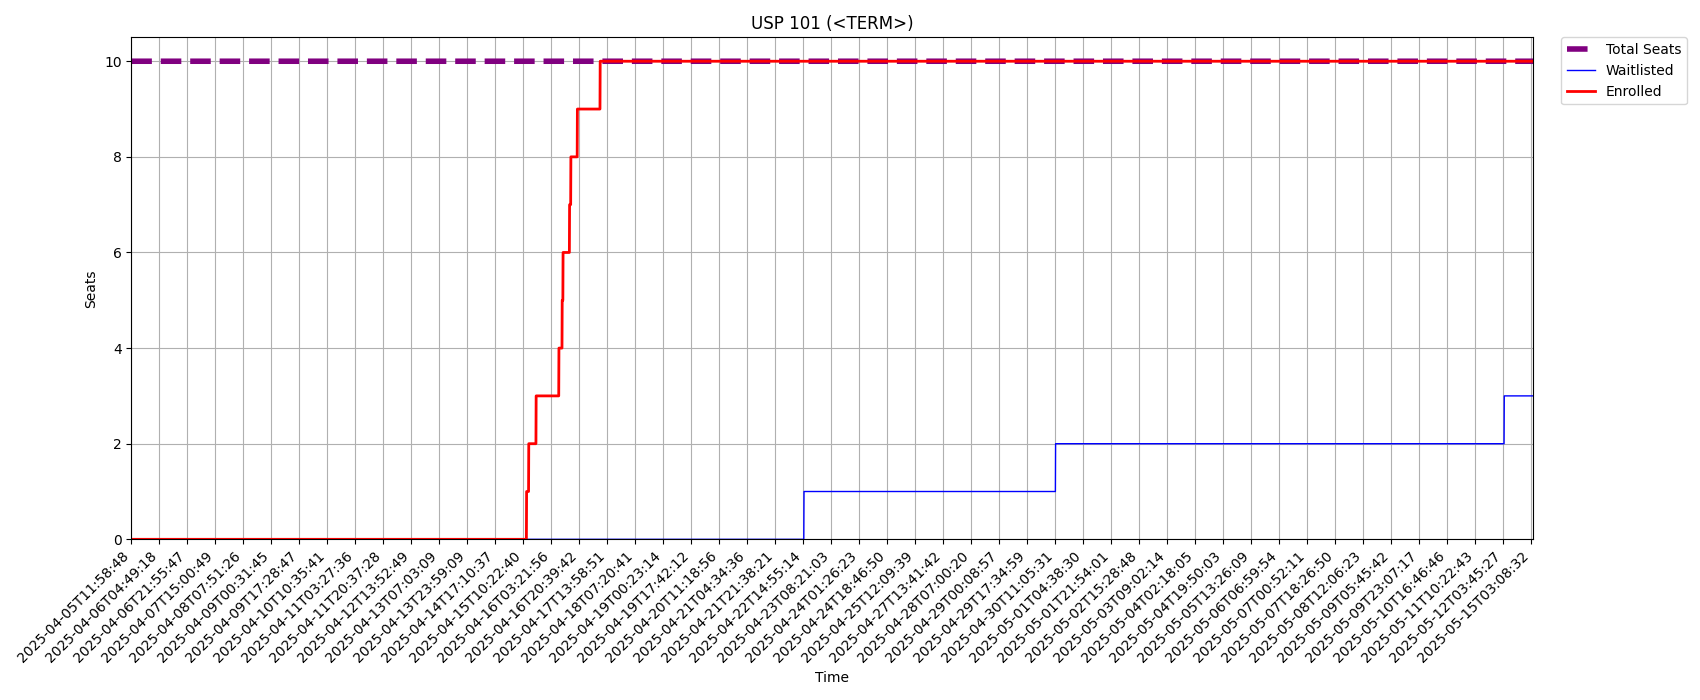 USP 101 (<TERM>)
Total Seats
Waitlisted
Enrolled
Seats
10
8
6
4
2
0
2025-04-05T11:58:48
2025-04-06T04:49:18
2025-04-06T21:55:47
2025-04-07T15:00:49
2025-04-08T07:51:26
2025-04-09T00:31:45
2025-04-09T17:28:47
2025-04-10T10:35:41
2025-04-11T03:27:36
2025-04-11T20:37:28
2025-04-12T13:52:49
2025-04-13T07:03:09
2025-04-13T23:59:09
2025-04-14T17:10:37
2025-04-15T10:22:40
2025-04-16T03:21:56
2025-04-16T20:39:42
2025-04-17T13:58:51
2025-04-18T07:20:41
2025-04-19T00:23:14
2025-04-19T17:42:12
2025-04-20T11:18:56
2025-04-21T04:34:36
2025-04-21T21:38:21
2025-04-22T14:55:14
2025-04-23T08:21:03
2025-04-24T01:26:23
2025-04-24T18:46:50
2025-04-25T12:09:39
2025-04-27T13:41:42
2025-04-28T07:00:20
2025-04-29T00:08:57
2025-04-29T17:34:59
2025-04-30T11:05:31
2025-05-01T04:38:30
2025-05-01T21:54:01
2025-05-02T15:28:48
2025-05-03T09:02:14
2025-05-04T02:18:05
2025-05-04T19:50:03
2025-05-05T13:26:09
2025-05-06T06:59:54
2025-05-07T00:52:11
2025-05-07T18:26:50
2025-05-08T12:06:23
2025-05-09T05:45:42
2025-05-09T23:07:17
2025-05-10T16:46:46
2025-05-11T10:22:43
2025-05-12T03:45:27
2025-05-15T03:08:32
Time